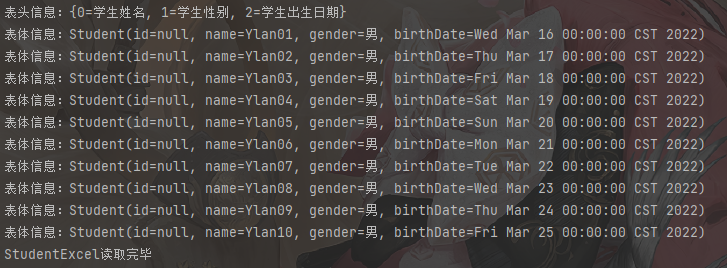 表头信息：{0=学生姓名, 1=学生性别, 2=学生出生日期}
表体信息：Student(id=null, name=Ylan01, gender=男, birthDate=Wed Mar 16 00:00:00 CST 2022)
表体信息：Student(id=null, name=Ylan02, gender=男, birthDate=Thu Mar 17 00:00:00 CST 2022)
表体信息：Student(id=null, name=Ylan03, gender=男, birthDate=Fri Mar 18 00:00:00 CST 2022)
表体信息：Student(id=null, name=Ylan04, gender=男, birthDate=Sat Mar 19 00:00:00 CST 2022)
表体信息：Student(id=null, name=Ylan05, gender=男, birthDate=Sun Mar 20 00:00:00 CST 2022)
表体信息：Student(id=null, name=Ylan06, gender=男, birthDate=Mon Mar 21 00:00:00 CST 2022)
表体信息：Student(id=null, name=Ylan07, gender=男, birthDate=Tue Mar 22 00:00:00 CST 2022)
表体信息：Student(id=null, name=Ylan08, gender=男, birthDate=Wed Mar 23 00:00:00 CST 2022)
表体信息：Student(id=null, name=Ylan09, gender=男, birthDate=Thu Mar 24 00:00:00 CST 2022)
表体信息：Student(id=null, name=Ylan10, gender=男, birthDate=Fri Mar 25 00:00:00 CST 2022)
StudentExcel读取完毕